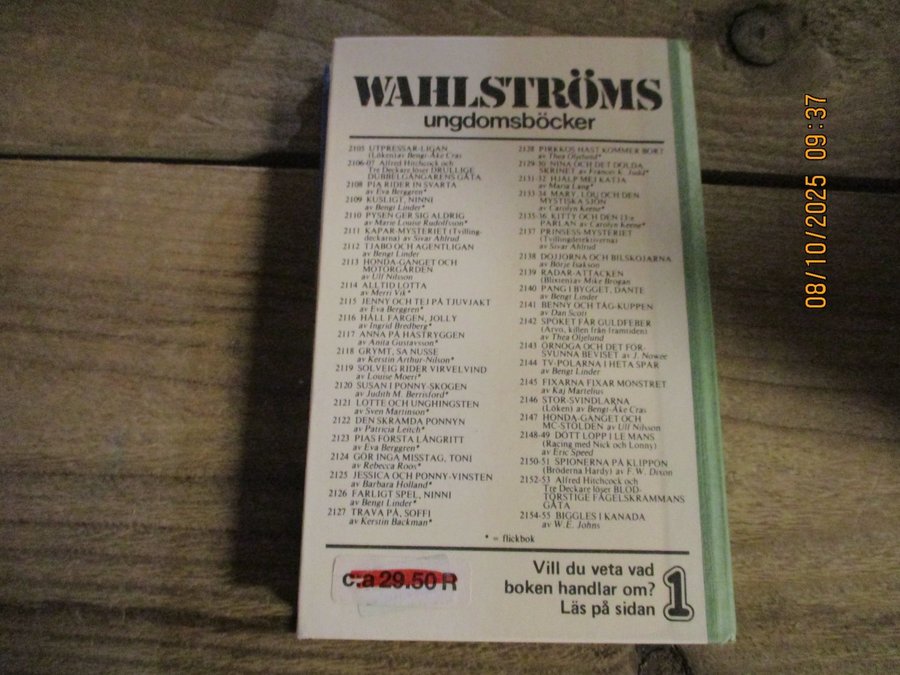 WAHLSTRÖMS
ungdomsböcker
2105 UTPRESSAR-LIGAN
(Löken) av Bengt-Åke Cras
2106-07 Alfred Hitchcock och
Tre Deckare löser DRULLIGE
DUBBELGÅNGARENS GÅTA
2108 PIA RIDER IN SVARTA
av Eva Berggren*
2109 KUSLIGT, NINNI
av Bengt Linder*
2110 PYSEN GER SIG ALDRIG
av Marie Louise Rudolfsson*
2111 KAPAR-MYSTERIET (Tvilling-
deckarna) av Sivar Ahlrud
2112 TJABO OCH AGENTLIGAN
av Bengt Linder
2113 HONDA-GÄNGET OCH
MOTORGÅRDEN
av Ulf Nilsson
2114 ALLTID LOTTA
av Merri Vik*
2115 JENNY OCH TEJ PÅ TJUVJAKT
av Eva Berggren*
2116 HÅLL FÄRGEN, JOLLY
av Ingrid Bredberg*
2117 ANNA PÅ HÄSTRYGGEN
av Anita Gustavsson*
2118 GRYMT, SA NUSSE
av Kerstin Arthur-Nilson*
2119 SOLVEIG RIDER VIRVELVIND
av Louise Moeri*
2120 SUSAN I PONNY-SKOGEN
av Judith M. Berrisford*
2121 LOTTE OCH UNGHINGSTEN
av Sven Martinson*
2122 DEN SKRÄMDA PONNYN
av Patricia Leitch*
2123 PIAS FÖRSTA LÅNGRITT
av Eva Berggren*
2124 GÖR INGA MISSTAG, TONI
av Rebecca Roos*
2125 JESSICA OCH PONNY-VINSTEN
av Barbara Holland*
2126 FARLIGT SPEL, NINNI
av Bengt Linder*
2127 TRAVA PÅ, SOFFI
av Kerstin Backman*
2128 PIRKKOS HÄST KOMMER BORT
av Thea Oljelund*
2129-30 NINA OCH DET DOLDA
SKRINET av Francis K. Judd*
2131-32 HJÄLP MEJ KATJA
av Maria Lang*
2133-34 MARY, LOU OCH DEN
MYSTISKA SJÖN
av Carolyn Keene*
2135-36 KITTY OCH DEN 13:e
PÄRLAN av Carolyn Keene*
2137 PRINSESS-MYSTERIET
(Tvillingdetektiverna)
av Sivar Ahlrud
2138 DOJJORNA OCH BILSKOJARNA
av Börje Isakson
2139 RADAR-ATTACKEN
(Blixten) av Mike Brogan
2140 PANG I BYGGET, DANTE
av Bengt Linder
2141 BENNY OCH TÅG-KUPPEN
av Dan Scott
2142 SPÖKET FÅR GULDFEBER
(Arvo, killen från framtiden)
av Thea Oljelund
2143 ÖRNÖGA OCH DET FÖR-
SVUNNA BEVISET av J. Nowee
2144 TV-POLARNA I HETA SPÅR
av Bengt Linder
2145 FIXARNA FIXAR MONSTRET
av Kaj Martelius
2146 STOR-SVINDLARNA
(Löken) av Bengt-Åke Cras
2147 HONDA-GÄNGET OCH
MC-STÖLDEN av Ulf Nilsson
2148-49 DÖTT LOPP I LE MANS
(Racing med Nick och Lonny)
av Eric Speed
2150-51 SPIONERNA PÅ KLIPPÖN
(Bröderna Hardy) av F.W. Dixon
2152-53 Alfred Hitchcock och
Tre Deckare löser BLOD-
TÖRSTIGE FÅGELSKRÄMMANS
GÅTA
2154-55 BIGGLES I KANADA
av W.E. Johns
* = flickbok
c:a 29.50 R
Vill du veta vad
boken handlar om?
Läs på sidan 1
08/10/2025 09:37